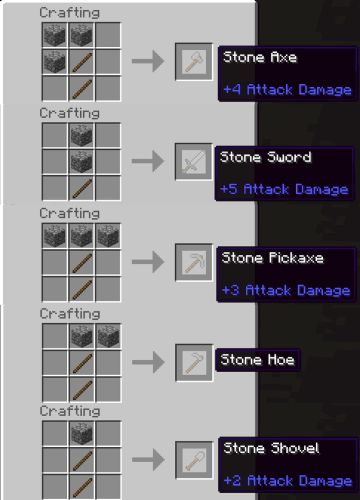 Crafting
Stone Axe
+4 Attack Damage
Crafting
Stone Sword
+5 Attack Damage
Crafting
Stone Pickaxe
+3 Attack Damage
Crafting
Stone Hoe
Crafting
Stone Shovel
+2 Attack Damage